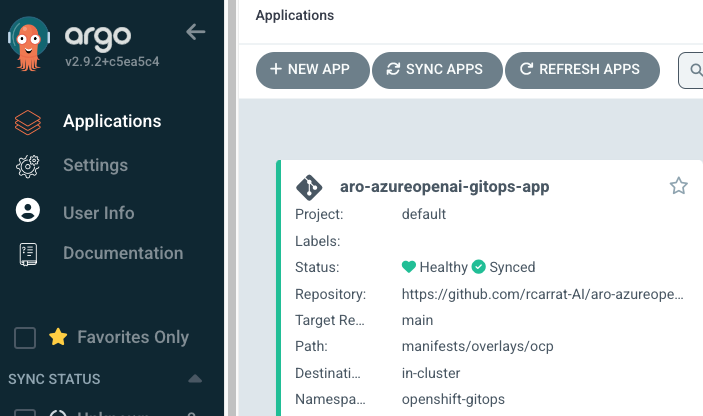 argo
v2.9.2+c5ea5c4
Applications
Settings
User Info
Documentation
Favorites Only
SYNC STATUS
Applications
NEW APP
SYNC APPS
REFRESH APPS
aro-azureopenai-gitops-app
Project: default
Labels:
Status: Healthy Synced
Repository: https://github.com/rcarrat-AI/aro-azureope...
Target Re... main
Path: manifests/overlays/ocp
Destinati... in-cluster
Namespa... openshift-gitops